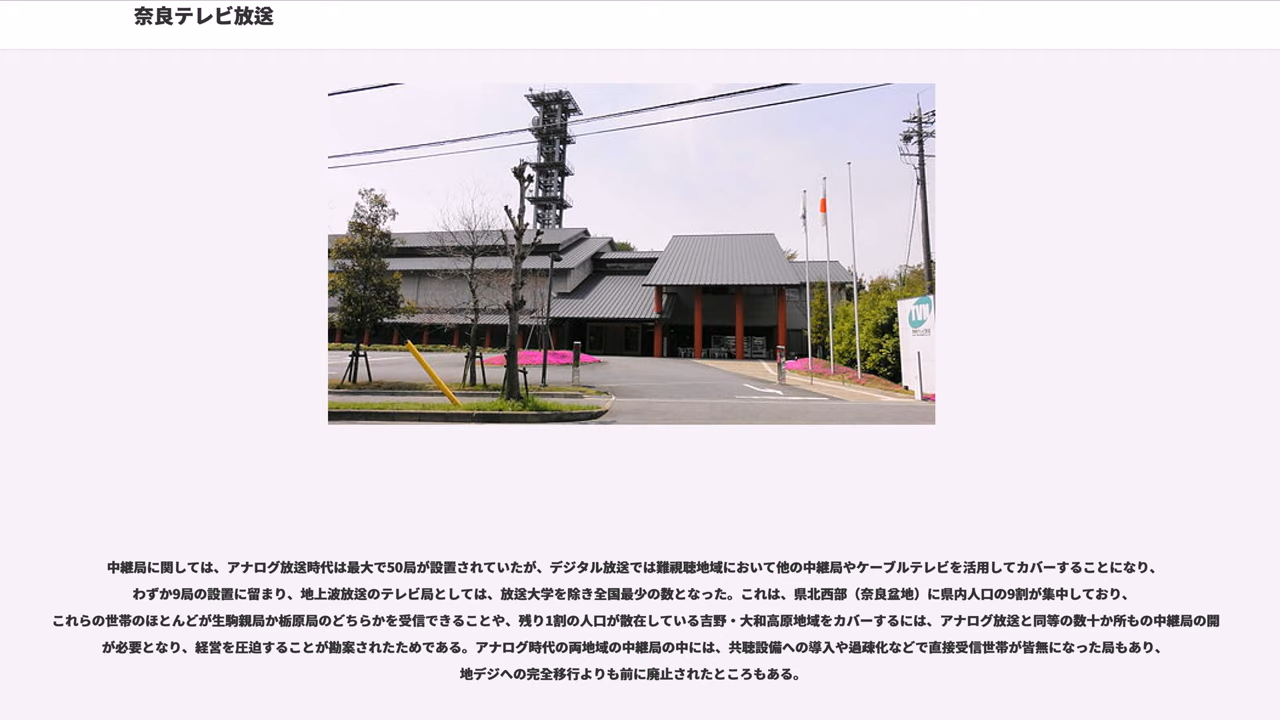 奈良テレビ放送
TVN
中継局に関しては、アナログ放送時代は最大で50局が設置されていたが、デジタル放送では難視聴地域において他の中継局やケーブルテレビを活用してカバーすることになり、
わずか9局の設置に留まり、地上波放送のテレビ局としては、放送大学を除き全国最少の数となった。これは、県北西部（奈良盆地）に県内人口の9割が集中しており、
これらの世帯のほとんどが生駒親局か栃原局のどちらかを受信できることや、残り1割の人口が散在している吉野・大和高原地域をカバーするには、アナログ放送と同等の数十か所もの中継局の開
が必要となり、経営を圧迫することが勘案されたためである。アナログ時代の両地域の中継局の中には、共聴設備への導入や過疎化などで直接受信世帯が皆無になった局もあり、
地デジへの完全移行よりも前に廃止されたところもある。